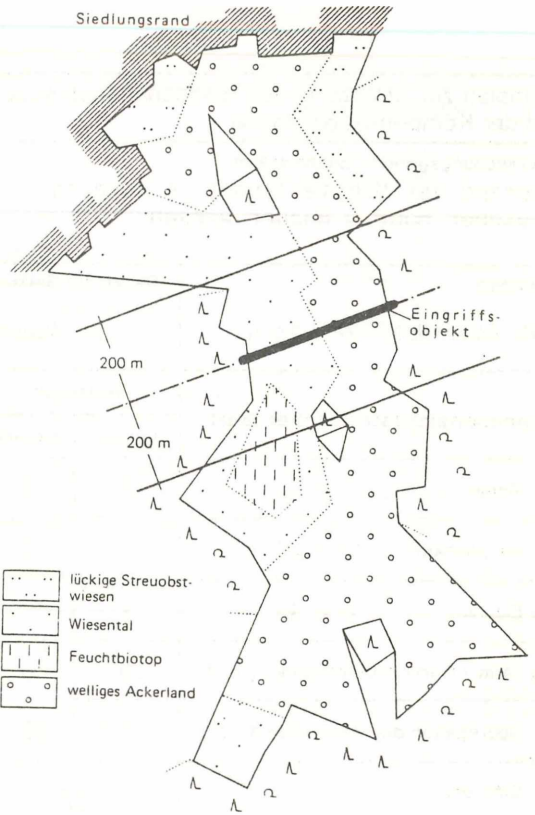 Siedlungsrand
Eingriffs-
objekt
200 m
200 m
lückige Streuobst-
wiesen
Wiesental
Feuchtbiotop
welliges Ackerland